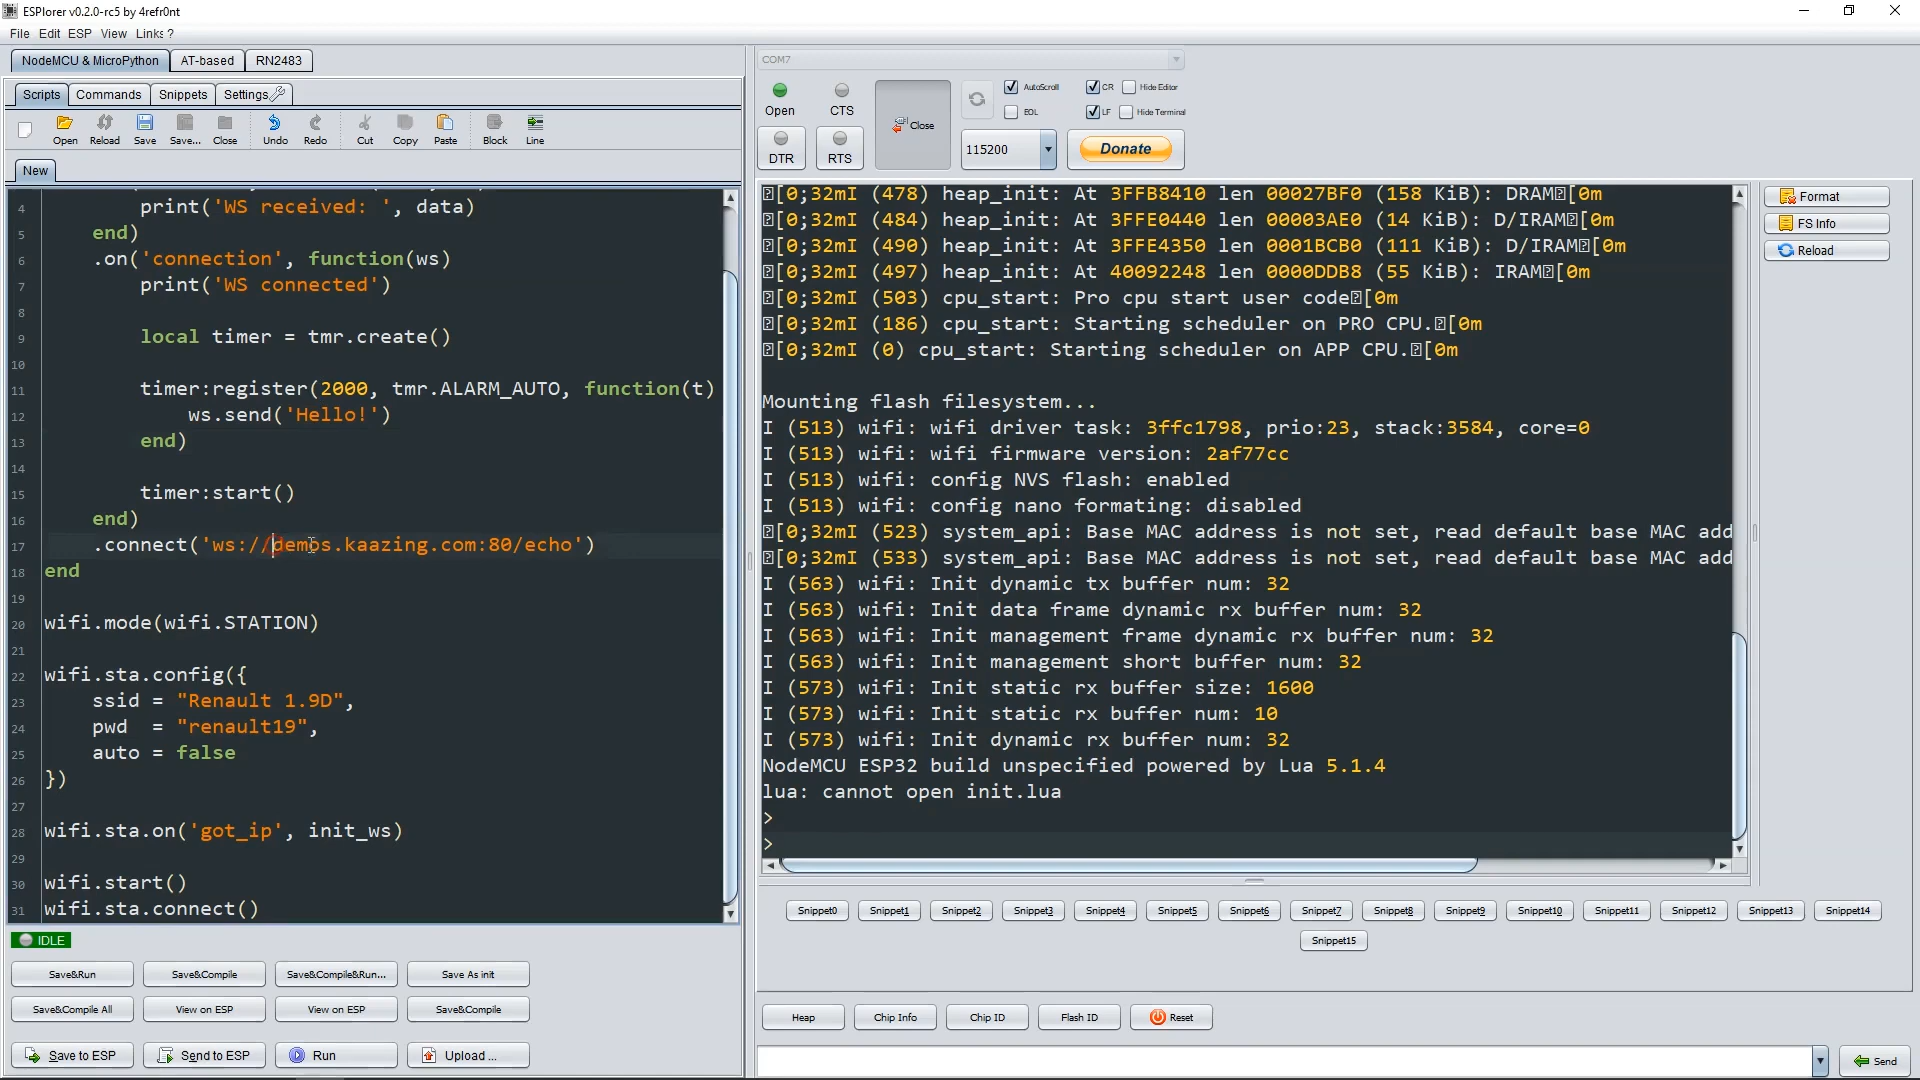 ESPlorer v0.2.0-rc5 by 4refr0nt
File Edit ESP View Links ?
NodeMCU & MicroPython AT-based RN2483
Scripts Commands Snippets Settings
Open Reload Save Save... Close Undo Redo Cut Copy Paste Block Line
New
4 print('WS received: ', data)
5 end)
6 .on('connection', function(ws)
7 print('WS connected')
8
9 local timer = tmr.create()
10
11 timer:register(2000, tmr.ALARM_AUTO, function(t)
12 ws.send('Hello!')
13 end)
14
15 timer:start()
16 end)
17 .connect('ws://demos.kaazing.com:80/echo')
18 end
19
20 wifi.mode(wifi.STATION)
21
22 wifi.sta.config({
23 ssid = "Renault 1.9D",
24 pwd = "renault19",
25 auto = false
26 })
27
28 wifi.sta.on('got_ip', init_ws)
29
30 wifi.start()
31 wifi.sta.connect()
IDLE
Save&Run Save&Compile Save&Compile&Run... Save As init
Save&Compile All View on ESP View on ESP Save&Compile
Save to ESP Send to ESP Run Upload ...
COM7
Open CTS Close AutoScroll CR Hide Editor
EOL LF Hide Terminal
DTR RTS 115200 Donate
[0;32mI (478) heap_init: At 3FFB8410 len 00027BF0 (158 KiB): DRAM[0m
[0;32mI (484) heap_init: At 3FFE0440 len 00003AE0 (14 KiB): D/IRAM[0m
[0;32mI (490) heap_init: At 3FFE4350 len 0001BCB0 (111 KiB): D/IRAM[0m
[0;32mI (497) heap_init: At 40092248 len 0000DDB8 (55 KiB): IRAM[0m
[0;32mI (503) cpu_start: Pro cpu start user code[0m
[0;32mI (186) cpu_start: Starting scheduler on PRO CPU.[0m
[0;32mI (0) cpu_start: Starting scheduler on APP CPU.[0m
Mounting flash filesystem...
I (513) wifi: wifi driver task: 3ffc1798, prio:23, stack:3584, core=0
I (513) wifi: wifi firmware version: 2af77cc
I (513) wifi: config NVS flash: enabled
I (513) wifi: config nano formating: disabled
[0;32mI (523) system_api: Base MAC address is not set, read default base MAC add
[0;32mI (533) system_api: Base MAC address is not set, read default base MAC add
I (563) wifi: Init dynamic tx buffer num: 32
I (563) wifi: Init data frame dynamic rx buffer num: 32
I (563) wifi: Init management frame dynamic rx buffer num: 32
I (563) wifi: Init management short buffer num: 32
I (573) wifi: Init static rx buffer size: 1600
I (573) wifi: Init static rx buffer num: 10
I (573) wifi: Init dynamic rx buffer num: 32
NodeMCU ESP32 build unspecified powered by Lua 5.1.4
lua: cannot open init.lua
>
>
Format
FS Info
Reload
Snippet0 Snippet1 Snippet2 Snippet3 Snippet4 Snippet5 Snippet6 Snippet7 Snippet8 Snippet9 Snippet10 Snippet11 Snippet12 Snippet13 Snippet14
Snippet15
Heap Chip Info Chip ID Flash ID Reset
Send